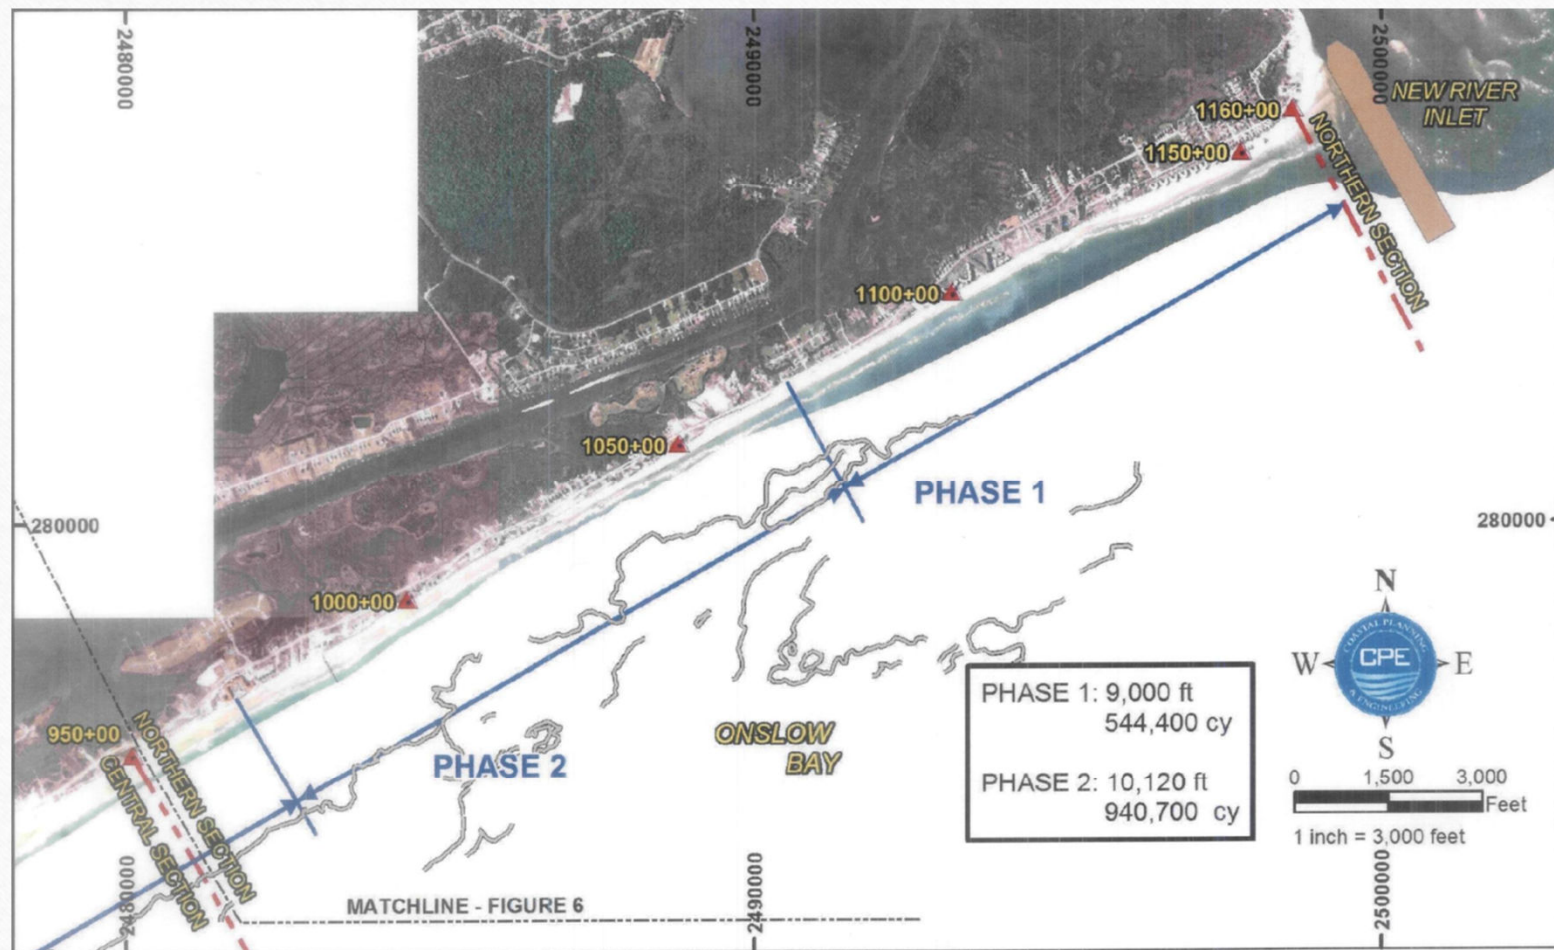 2480000
2490000
2500000
NEW RIVER
INLET
1160+00
1150+00
NORTHERN SECTION
1100+00
1050+00
PHASE 1
280000
280000
1000+00
N
COASTAL PLANNING
W
CPE
E
& ENGINEERING
S
PHASE 1: 9,000 ft
544,400 cy
PHASE 2: 10,120 ft
940,700 cy
950+00
NORTHERN SECTION
CENTRAL SECTION
PHASE 2
ONSLOW
BAY
0 1,500 3,000
Feet
1 inch = 3,000 feet
MATCHLINE - FIGURE 6
2480000
2490000
2500000